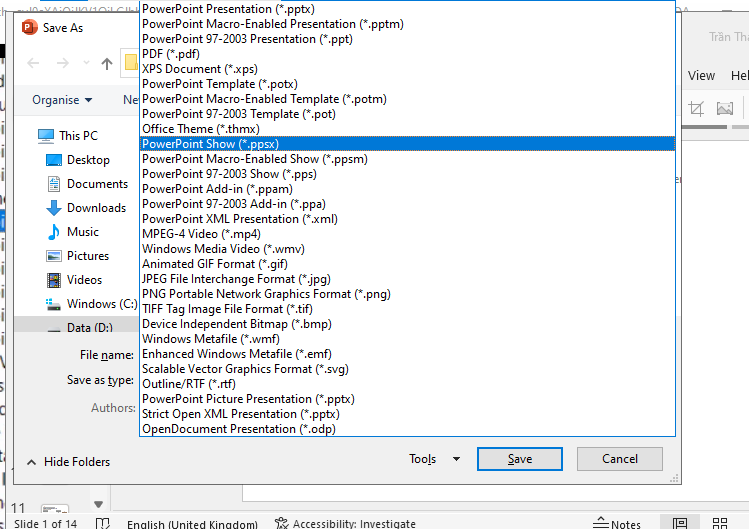 Save As
PowerPoint Presentation (*.pptx)
PowerPoint Macro-Enabled Presentation (*.pptm)
PowerPoint 97-2003 Presentation (*.ppt)
PDF (*.pdf)
XPS Document (*.xps)
PowerPoint Template (*.potx)
PowerPoint Macro-Enabled Template (*.potm)
PowerPoint 97-2003 Template (*.pot)
Office Theme (*.thmx)
PowerPoint Show (*.ppsx)
PowerPoint Macro-Enabled Show (*.ppsm)
PowerPoint 97-2003 Show (*.pps)
PowerPoint Add-in (*.ppam)
PowerPoint 97-2003 Add-in (*.ppa)
PowerPoint XML Presentation (*.xml)
MPEG-4 Video (*.mp4)
Windows Media Video (*.wmv)
Animated GIF Format (*.gif)
JPEG File Interchange Format (*.jpg)
PNG Portable Network Graphics Format (*.png)
TIFF Tag Image File Format (*.tif)
Device Independent Bitmap (*.bmp)
Windows Metafile (*.wmf)
Enhanced Windows Metafile (*.emf)
Scalable Vector Graphics Format (*.svg)
Outline/RTF (*.rtf)
PowerPoint Picture Presentation (*.pptx)
Strict Open XML Presentation (*.pptx)
OpenDocument Presentation (*.odp)
Organise
This PC
Desktop
Documents
Downloads
Music
Pictures
Videos
Windows (C:)
Data (D:)
File name:
Save as type:
Authors:
Hide Folders
Tools
Save
Cancel
Trần
View
11
Slide 1 of 14
English (United Kingdom)
Accessibility: Investigate
Notes